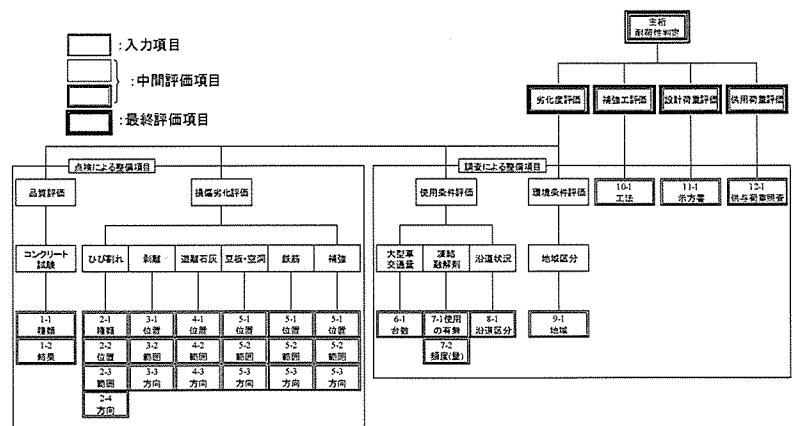 主桁
耐荷性判定
:入力項目
:中間評価項目
:最終評価項目
劣化度評価
補強工評価
設計荷重評価
供用荷重評価
点検による整備項目
調査による整備項目
品質評価
損傷劣化評価
使用条件評価
環境条件評価
10-1
工法
11-1
示方書
12-1
供与荷重照査
コンクリート
試験
ひび割れ
剥離
遊離石灰
豆板・空洞
鉄筋
補強
大型車
交通量
凍結
融解剤
沿道状況
地域区分
1-1
種類
1-2
結果
2-1
種類
2-2
位置
2-3
範囲
2-4
方向
3-1
位置
3-2
範囲
3-3
方向
4-1
位置
4-2
範囲
4-3
方向
5-1
位置
5-2
範囲
5-3
方向
5-1
位置
5-2
範囲
5-3
方向
5-1
位置
5-2
範囲
5-3
方向
6-1
台数
7-1使用
の有無
7-2
頻度(量)
8-1
沿道区分
9-1
地域